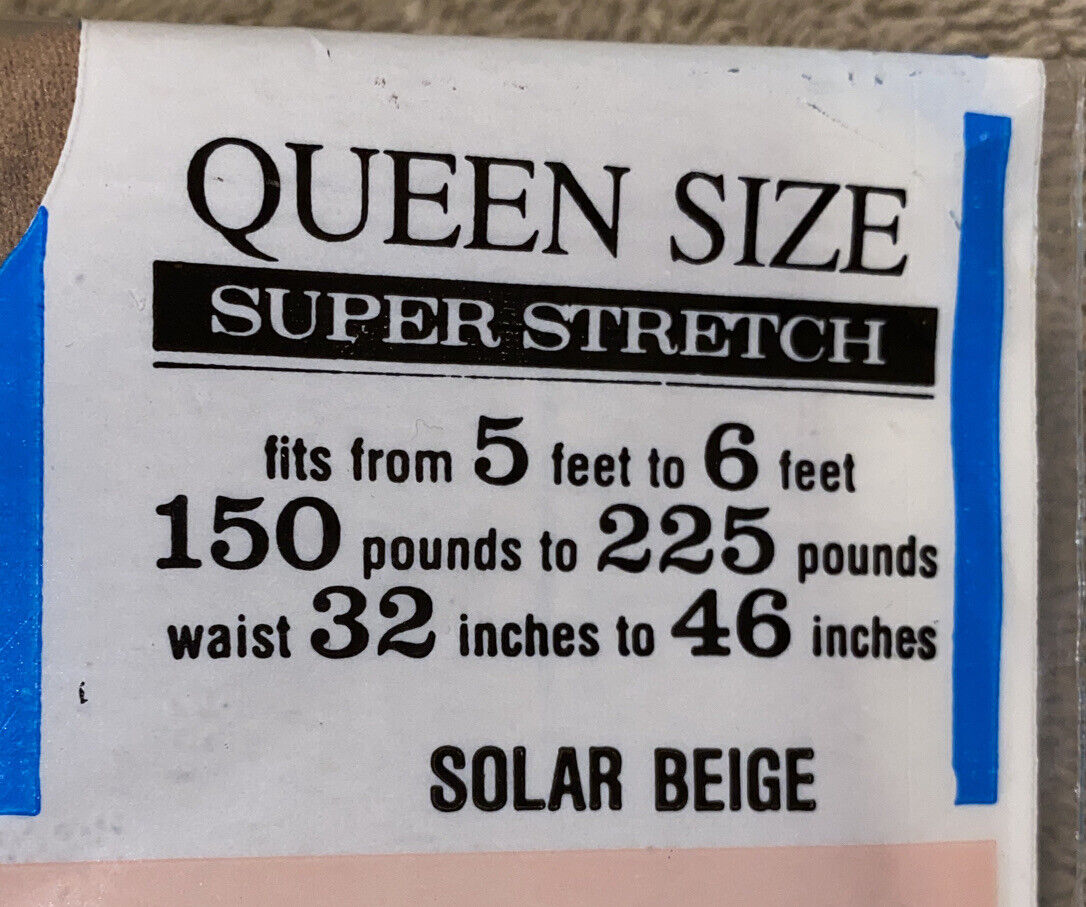 QUEEN SIZE
SUPER STRETCH
fits from 5 feet to 6 feet
150 pounds to 225 pounds
waist 32 inches to 46 inches
SOLAR BEIGE